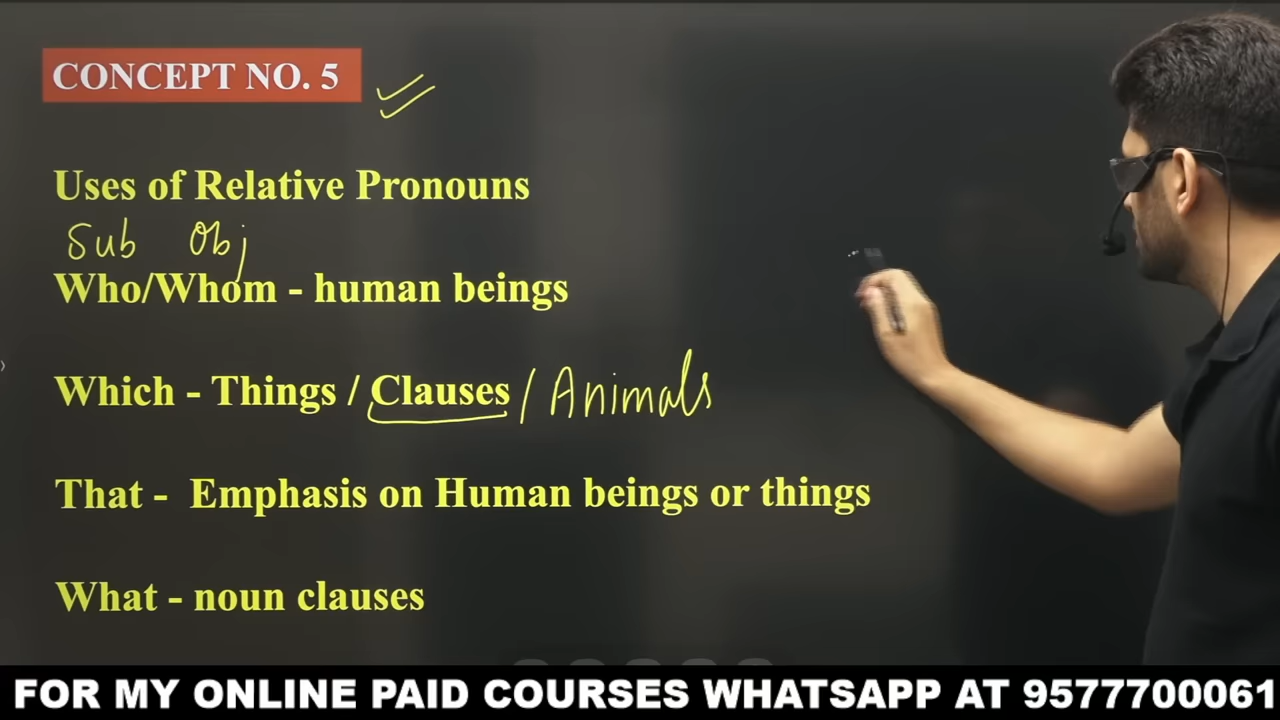 CONCEPT NO. 5
Uses of Relative Pronouns
Sub Obj
Who/Whom - human beings
Which - Things / Clauses / Animals
That - Emphasis on Human beings or things
What - noun clauses
FOR MY ONLINE PAID COURSES WHATSAPP AT 9577700061